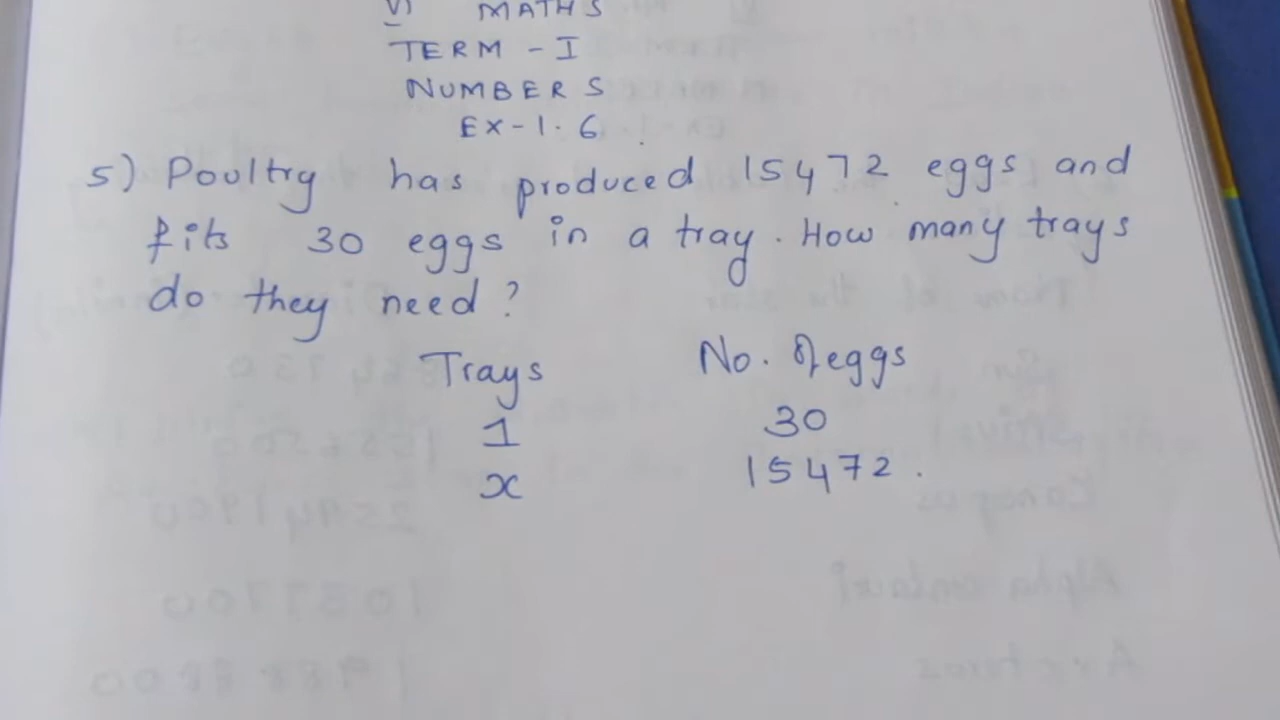 VI MATHS
TERM - I
NUMBERS
EX-1.6
5) Poultry has produced 15472 eggs and
fits 30 eggs in a tray. How many trays
do they need?
Trays No. of eggs
1 30
x 15472.